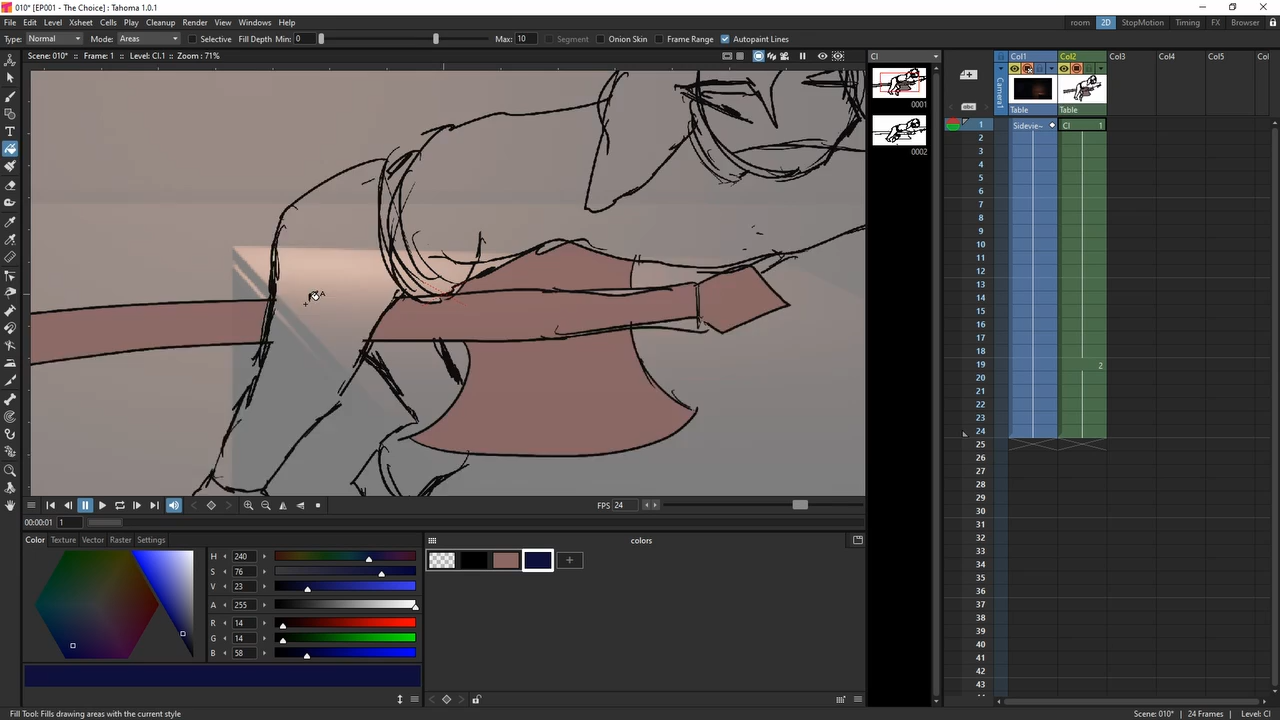 010* [EP001 - The Choice] : Tahoma 1.0.1
File Edit Level Xsheet Cells Play Cleanup Render View Windows Help
room 2D StopMotion Timing FX Browser
Type: Normal Mode: Areas Selective Fill Depth Min: 0 Max: 10 Segment Onion Skin Frame Range Autopaint Lines
Scene: 010* : Frame: 1 : Level: Cl.1 : Zoom : 71%
Cl
0001
0002
Col1 Col2 Col3 Col4 Col5 Col
Camera1
Table Table
1 Sidevie~ Cl 1
2
3
4
5
6
7
8
9
10
11
12
13
14
15
16
17
18
19 2
20
21
22
23
24
25
26
27
28
29
30
31
32
33
34
35
36
37
38
39
40
41
42
43
FPS 24
00:00:01 1
Color Texture Vector Raster Settings
colors
H 240
S 76
V 23
A 255
R 14
G 14
B 58
Fill Tool: Fills drawing areas with the current style
Scene: 010* : 24 Frames : Level: Cl